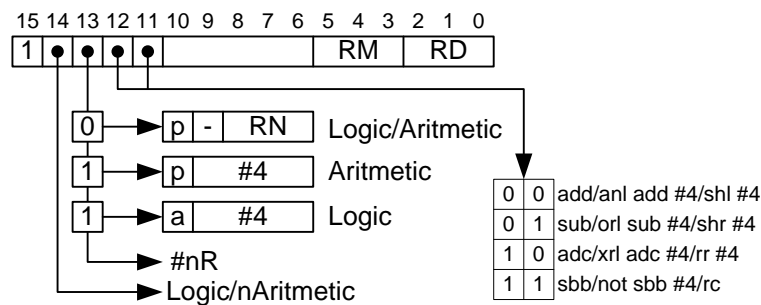 15 14 13 12 11 10 9 8 7 6 5 4 3 2 1 0
1 RM RD
0 p - RN Logic/Aritmetic
1 p #4 Aritmetic
1 a #4 Logic
#nR
Logic/nAritmetic
0 0 add/anl add #4/shl #4
0 1 sub/orl sub #4/shr #4
1 0 adc/xrl adc #4/rr #4
1 1 sbb/not sbb #4/rc